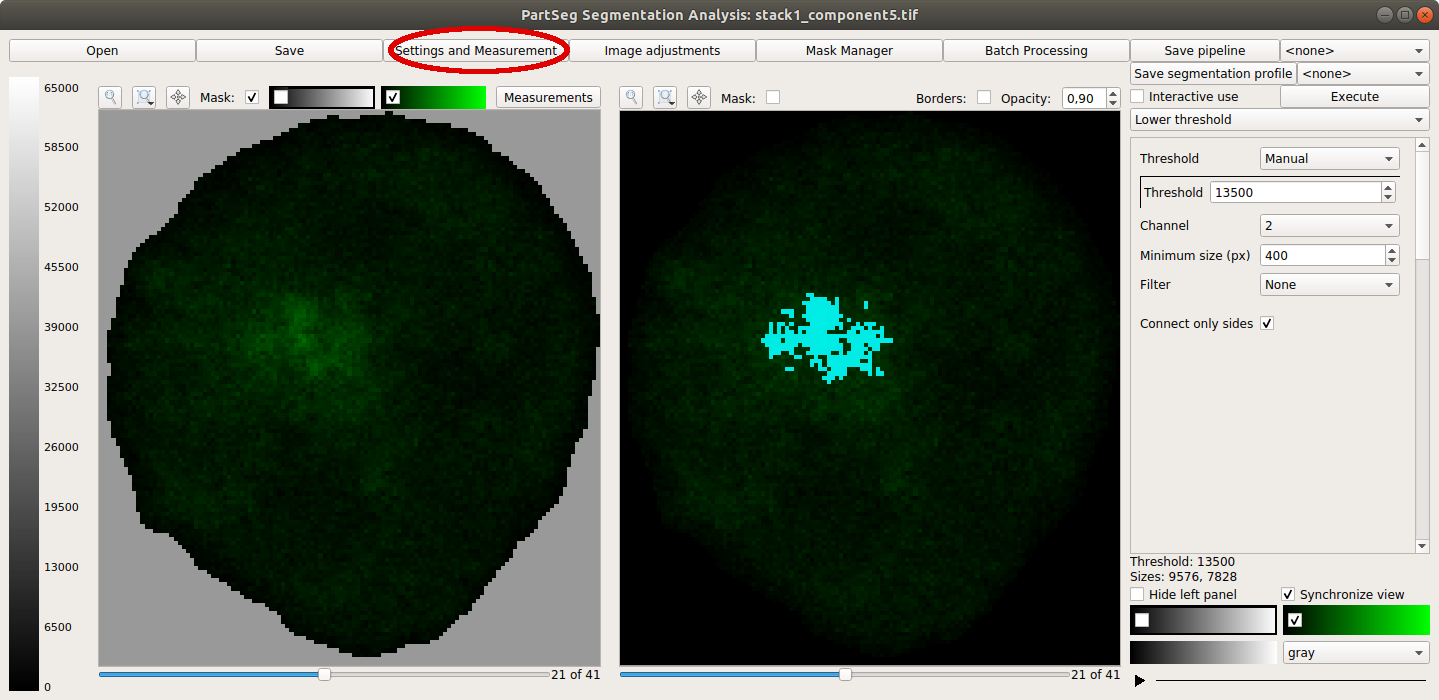 PartSeg Segmentation Analysis: stack1_component5.tif
Open Save Settings and Measurement Image adjustments Mask Manager Batch Processing Save pipeline <none>
Save segmentation profile <none>
Mask: Measurements Mask: Borders: Opacity: 0,90 Interactive use Execute
Lower threshold
65000
58500
52000
45500
39000
32500
26000
19500
13000
6500
0
Threshold Manual
Threshold 13500
Channel 2
Minimum size (px) 400
Filter None
Connect only sides
Threshold: 13500
Sizes: 9576, 7828
Hide left panel Synchronize view
gray
21 of 41 21 of 41